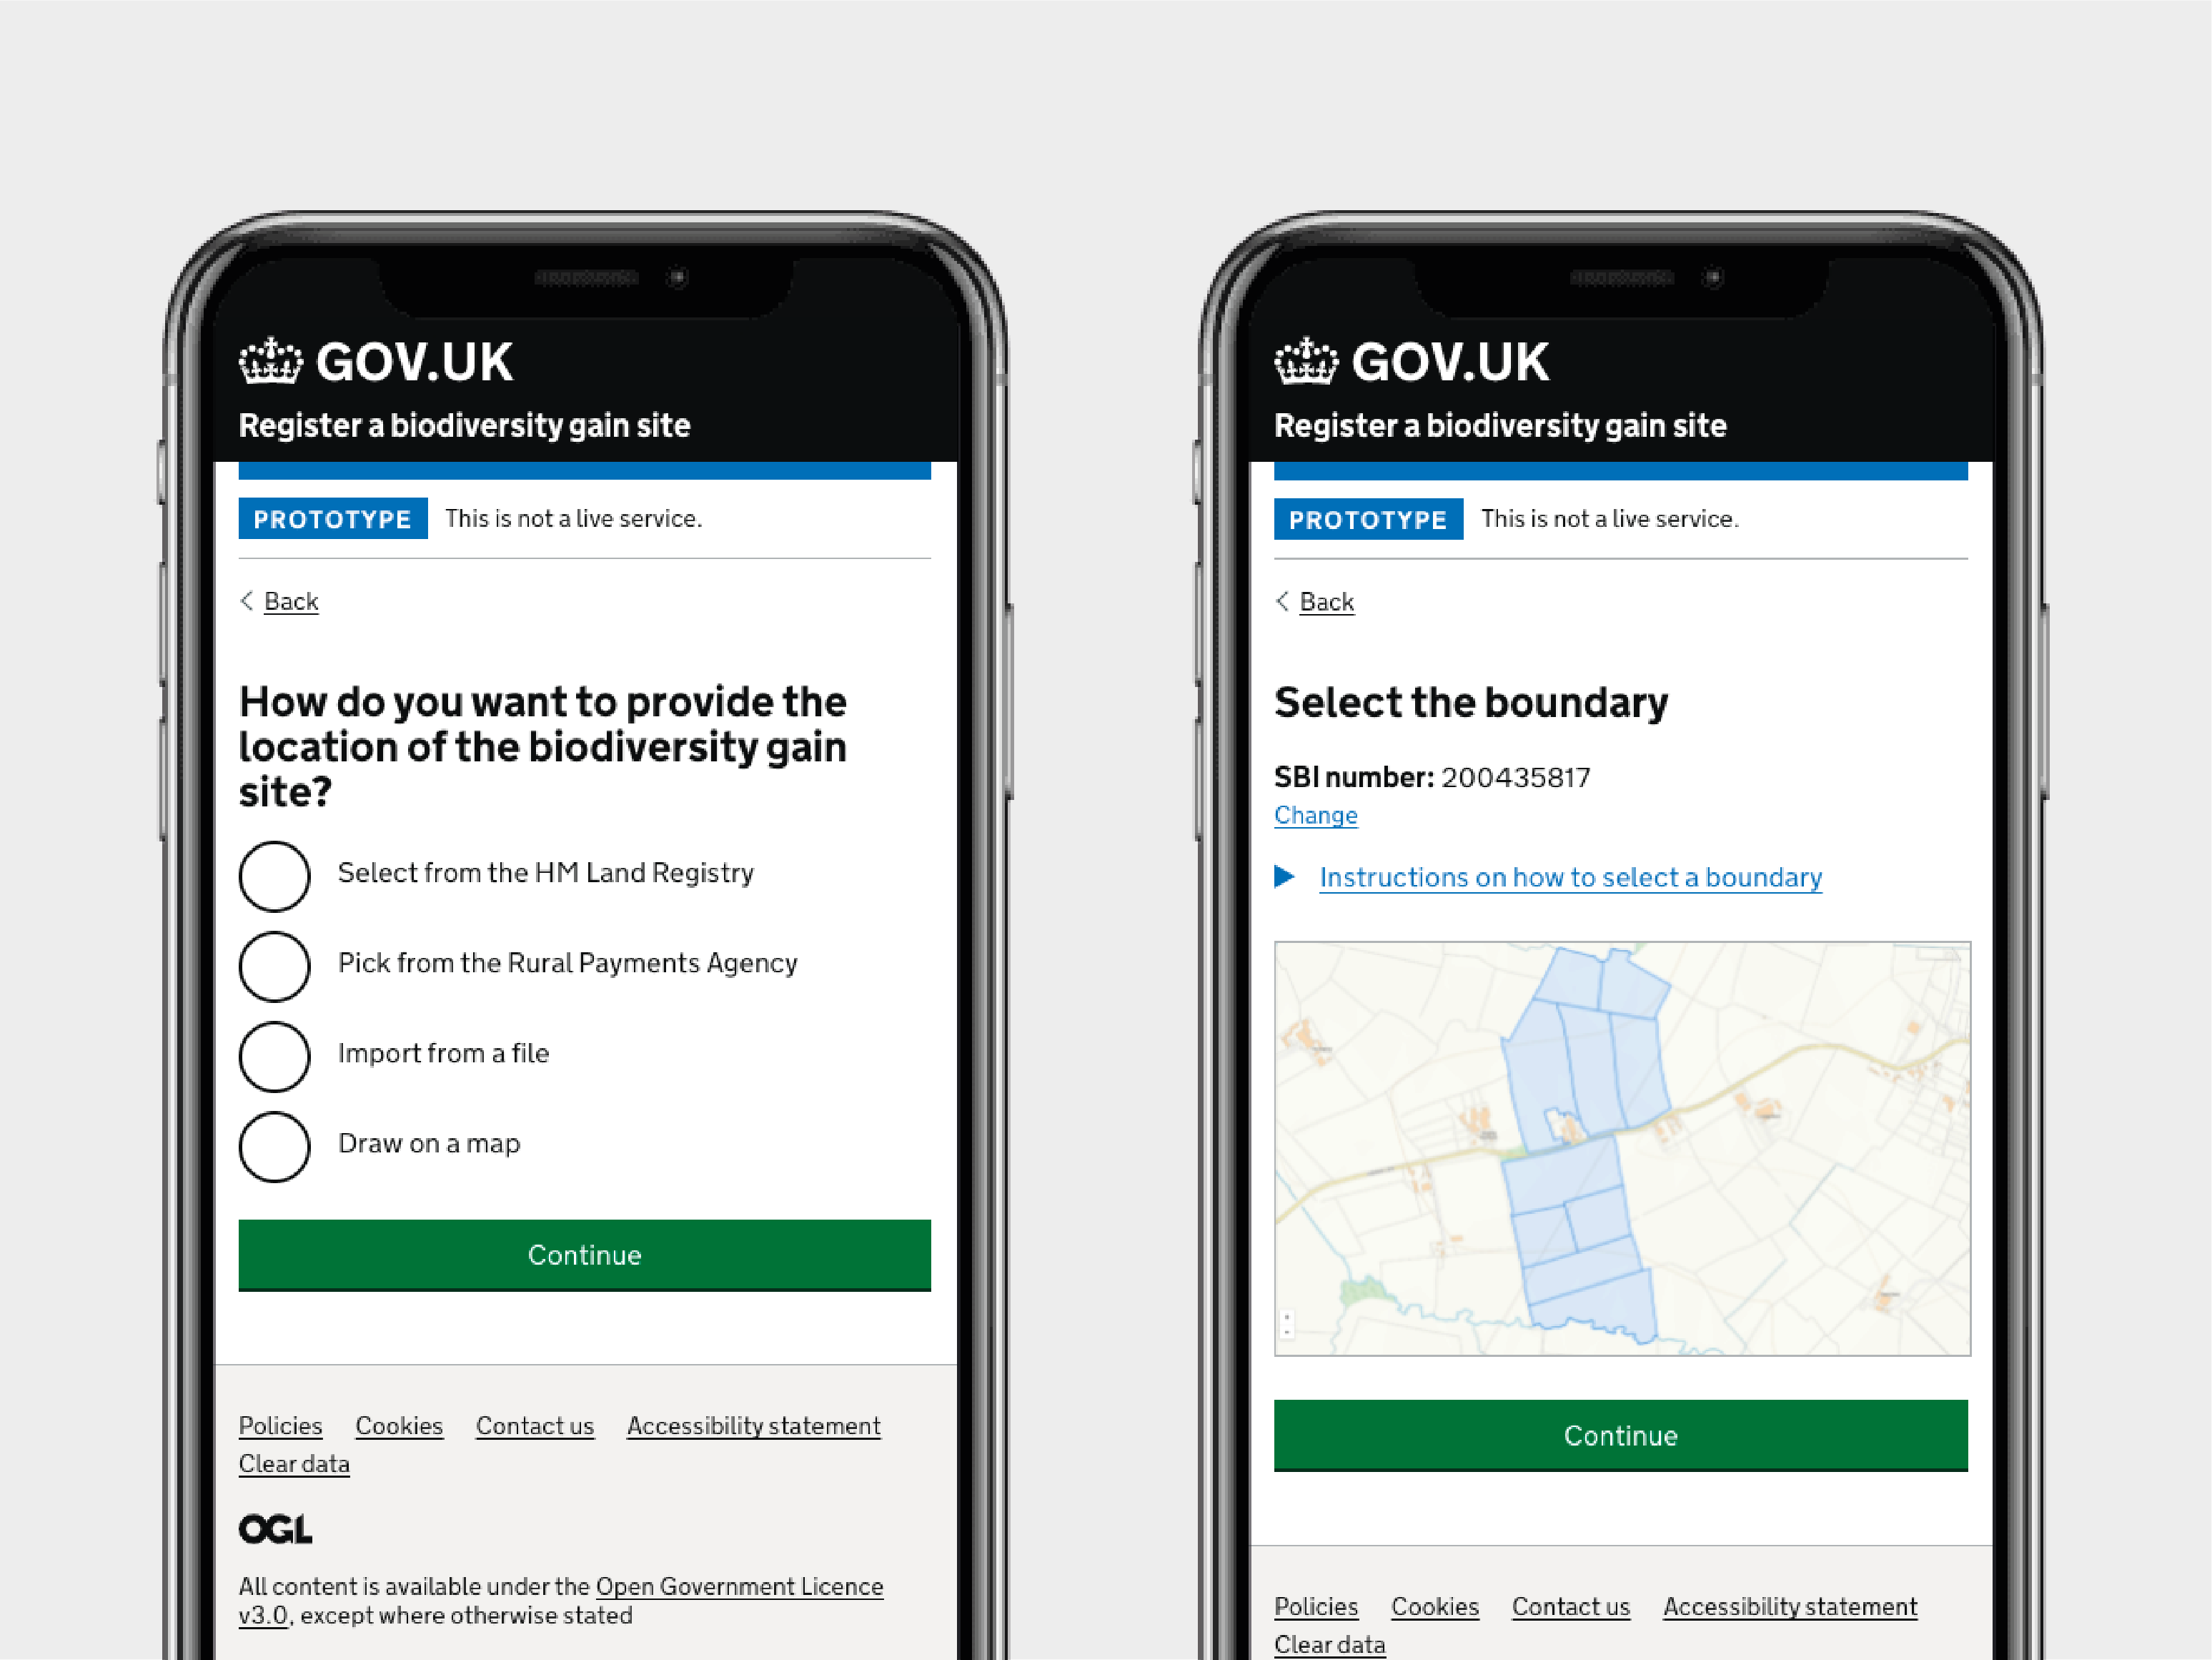 GOV.UK
Register a biodiversity gain site
PROTOTYPE This is not a live service.
Back
How do you want to provide the
location of the biodiversity gain
site?
Select from the HM Land Registry
Pick from the Rural Payments Agency
Import from a file
Draw on a map
Continue
Policies Cookies Contact us Accessibility statement
Clear data
OGL
All content is available under the Open Government Licence
v3.0, except where otherwise stated
GOV.UK
Register a biodiversity gain site
PROTOTYPE This is not a live service.
Back
Select the boundary
SBI number: 200435817
Change
Instructions on how to select a boundary
Continue
Policies Cookies Contact us Accessibility statement
Clear data